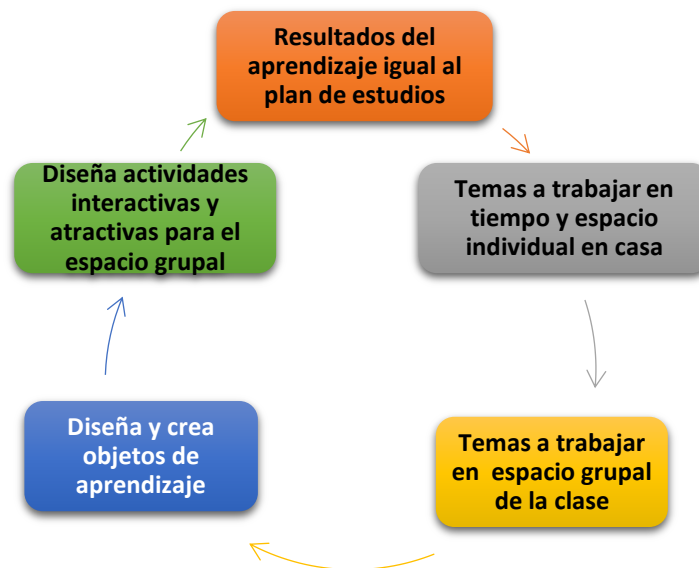 Resultados del
aprendizaje igual al
plan de estudios
Temas a trabajar en
tiempo y espacio
individual en casa
Temas a trabajar
en espacio grupal
de la clase
Diseña y crea
objetos de
aprendizaje
Diseña actividades
interactivas y
atractivas para el
espacio grupal